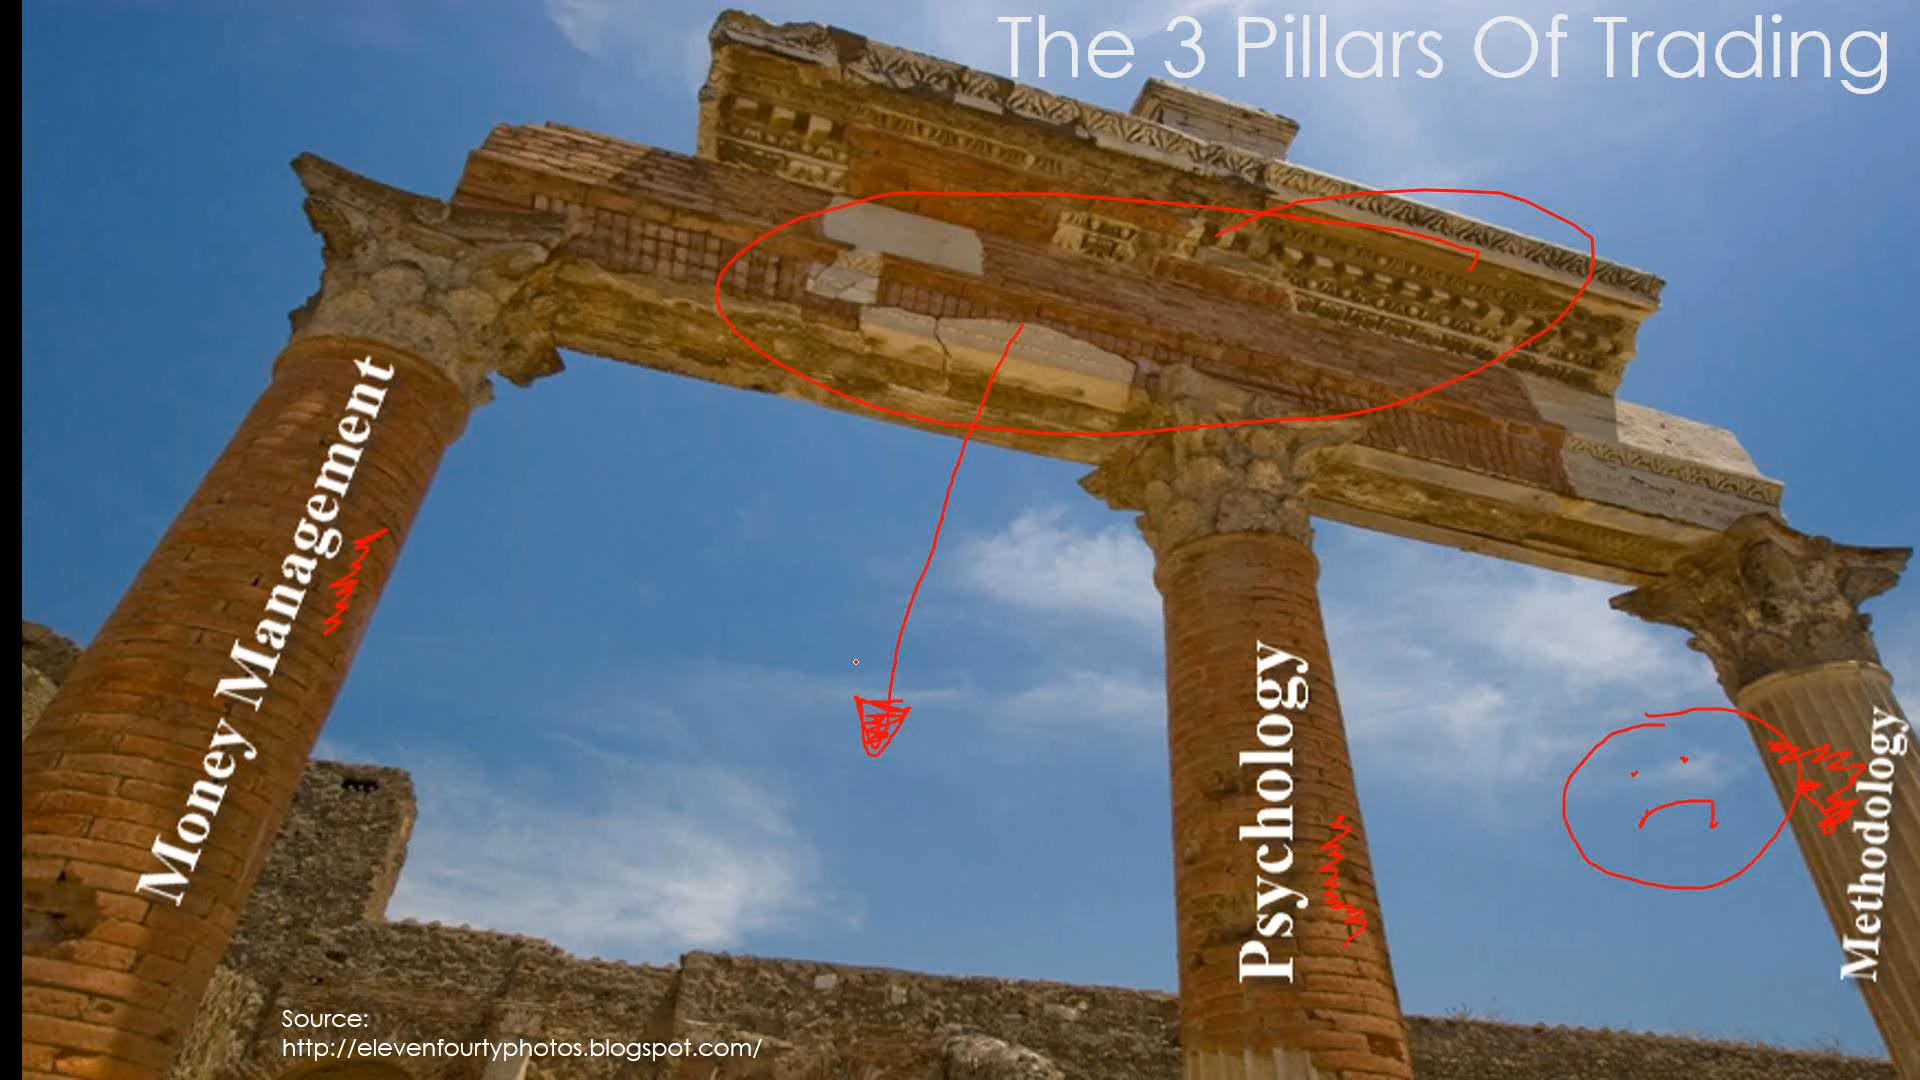 The 3 Pillars Of Trading
Money Management
Psychology
Methodology
Source:
http://elevenfourtyphotos.blogspot.com/